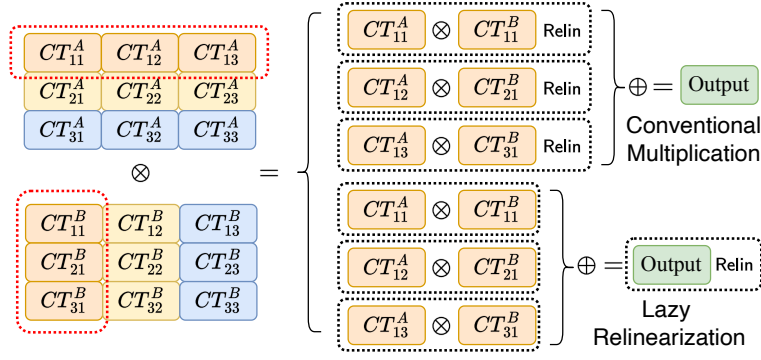 CT^A_11 CT^A_12 CT^A_13
CT^A_21 CT^A_22 CT^A_23
CT^A_31 CT^A_32 CT^A_33
⊗
CT^B_11 CT^B_12 CT^B_13
CT^B_21 CT^B_22 CT^B_23
CT^B_31 CT^B_32 CT^B_33
=
CT^A_11 ⊗ CT^B_11 Relin
CT^A_12 ⊗ CT^B_21 Relin
CT^A_13 ⊗ CT^B_31 Relin
⊕ = Output
Conventional
Multiplication
CT^A_11 ⊗ CT^B_11
CT^A_12 ⊗ CT^B_21
CT^A_13 ⊗ CT^B_31
⊕ = Output Relin
Lazy
Relinearization